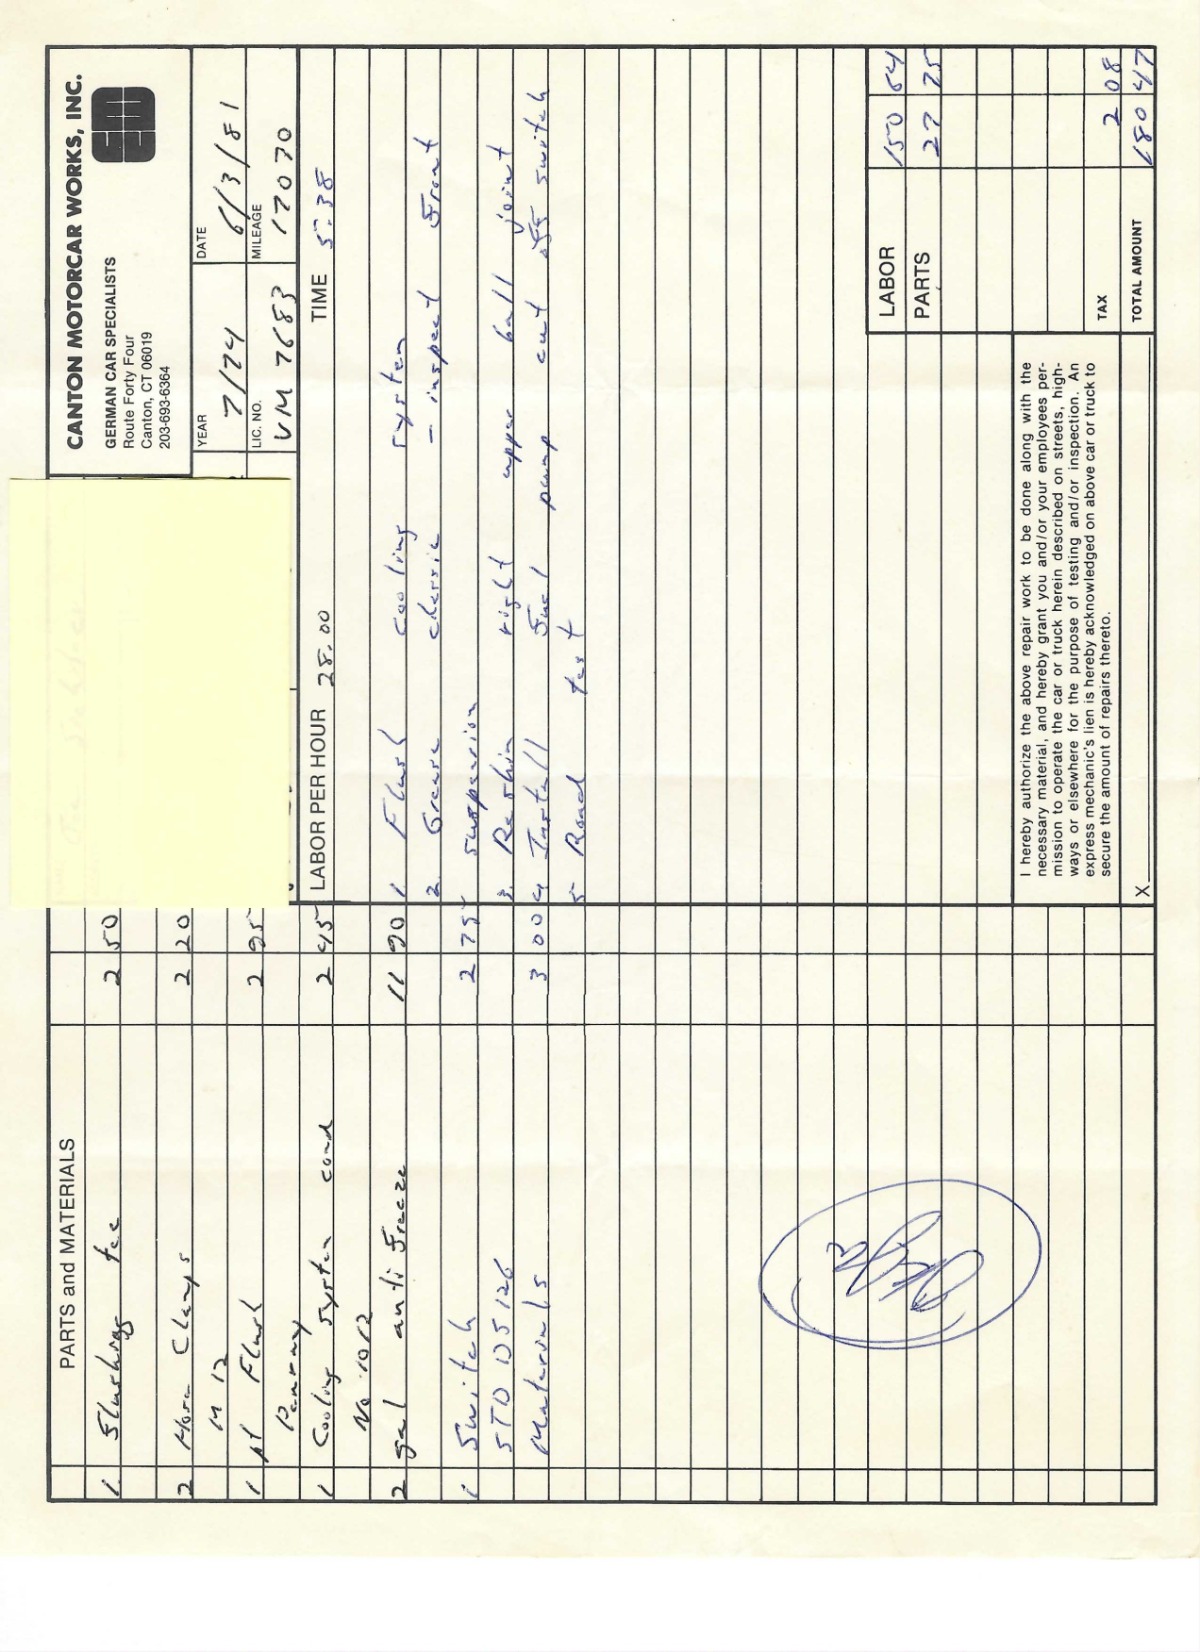 PARTS and MATERIALS
1. Flushing Tee 2 50
2 Hose Clamps 2 20
M 12
1 pt Flush 2 95
Penray
1 Cooling System cond 2 45
No 1012
2 gal anti Freeze 11 90
1 Switch 2 75
STD DS126
Materials 3 00
CANTON MOTORCAR WORKS, INC.
GERMAN CAR SPECIALISTS
Route Forty Four
Canton, CT 06019
203-693-6364
YEAR 7/74 DATE 6/3/81
LIC. NO. VM 7683 MILEAGE 17030
LABOR PER HOUR 28.00 TIME 5.38
1 Flush cooling system
2. Grease chassie - inspect Front
suspension
3. Re shim right upper ball joint
4 Install Fuel pump cut off switch
5 Road test
LABOR 150 64
PARTS 27 75
TAX 2 08
TOTAL AMOUNT 180 47
I hereby authorize the above repair work to be done along with the
necessary material, and hereby grant you and/or your employees per-
mission to operate the car or truck herein described on streets, high-
ways or elsewhere for the purpose of testing and/or inspection. An
express mechanic's lien is hereby acknowledged on above car or truck to
secure the amount of repairs thereto.
X